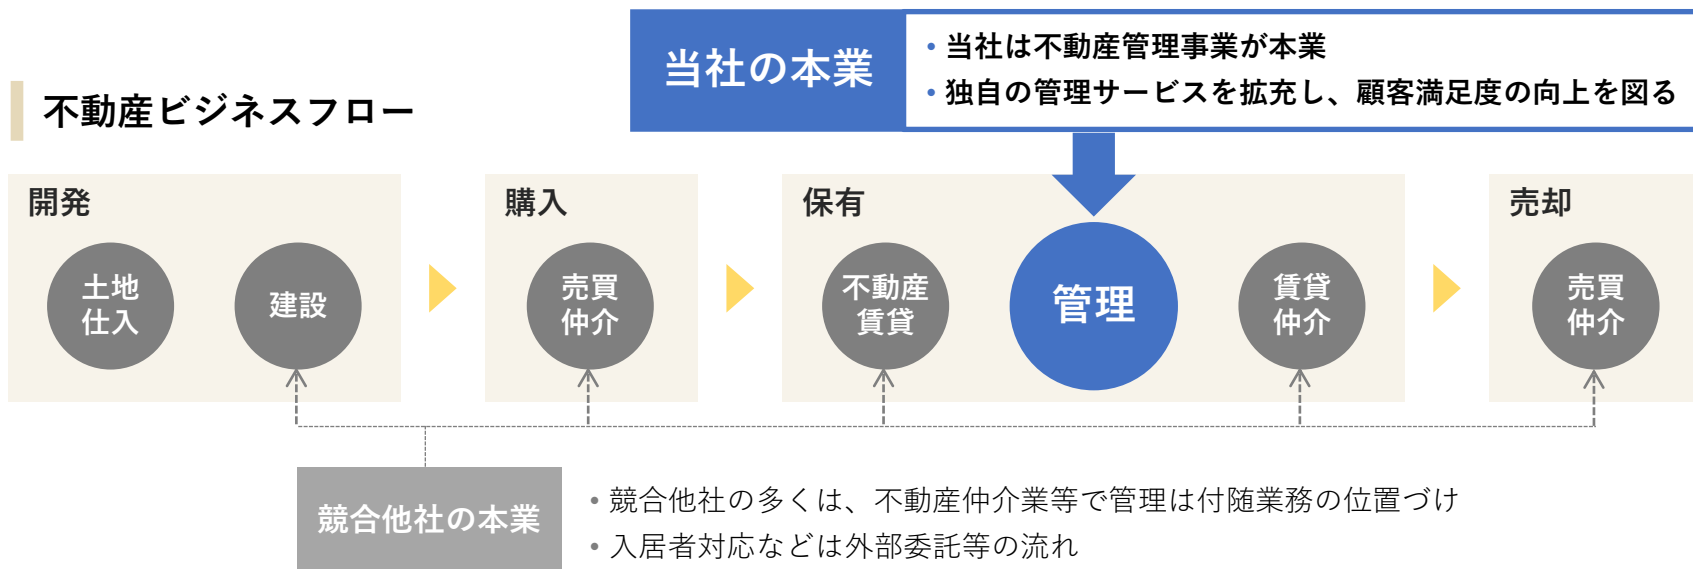 当社の本業
• 当社は不動産管理事業が本業
• 独自の管理サービスを拡充し、顧客満足度の向上を図る
不動産ビジネスフロー
開発
土地
仕入
建設
購入
売買
仲介
保有
不動産
賃貸
管理
賃貸
仲介
売却
売買
仲介
競合他社の本業
• 競合他社の多くは、不動産仲介業等で管理は付随業務の位置づけ
• 入居者対応などは外部委託等の流れ